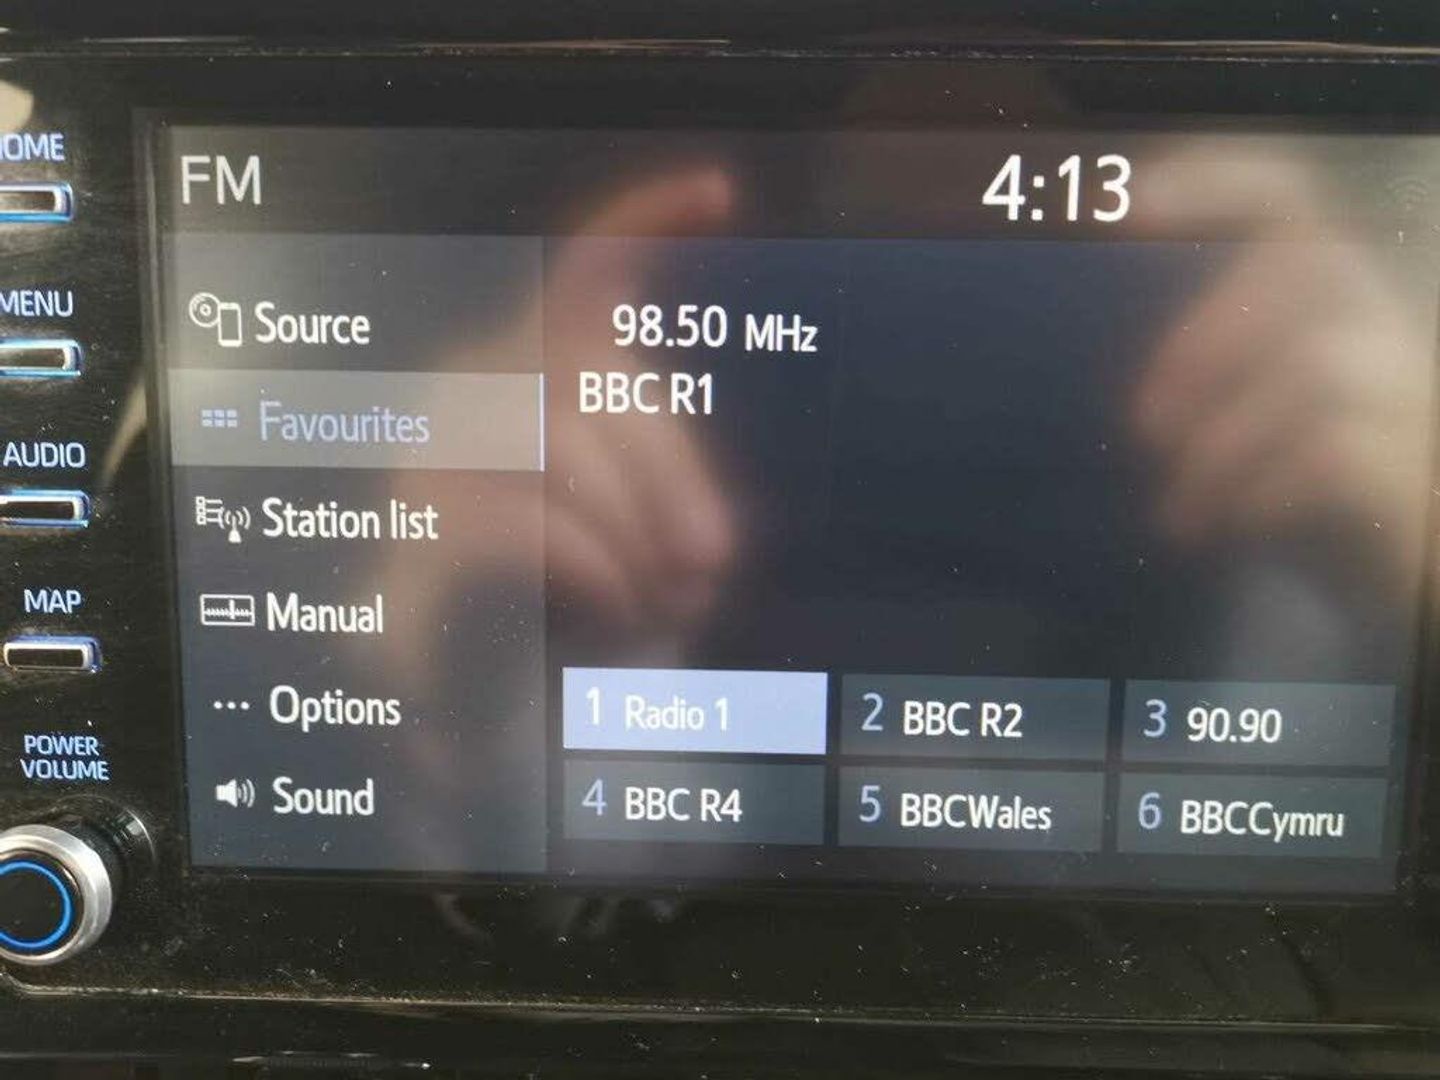 HOME
FM
4:13
MENU
Source
98.50 MHz
BBC R1
Favourites
AUDIO
Station list
MAP
Manual
Options
1 Radio 1
2 BBC R2
3 90.90
POWER
VOLUME
Sound
4 BBC R4
5 BBCWales
6 BBCCymru